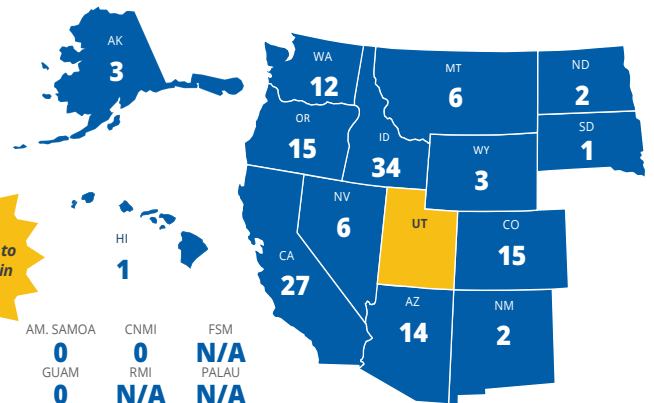 AK
3
WA
12
MT
6
ND
2
OR
15
ID
34
SD
1
WY
3
NV
6
UT
CO
15
CA
27
AZ
14
NM
2
to
in
HI
1
AM. SAMOA CNMI FSM
0 0 N/A
GUAM RMI PALAU
0 N/A N/A